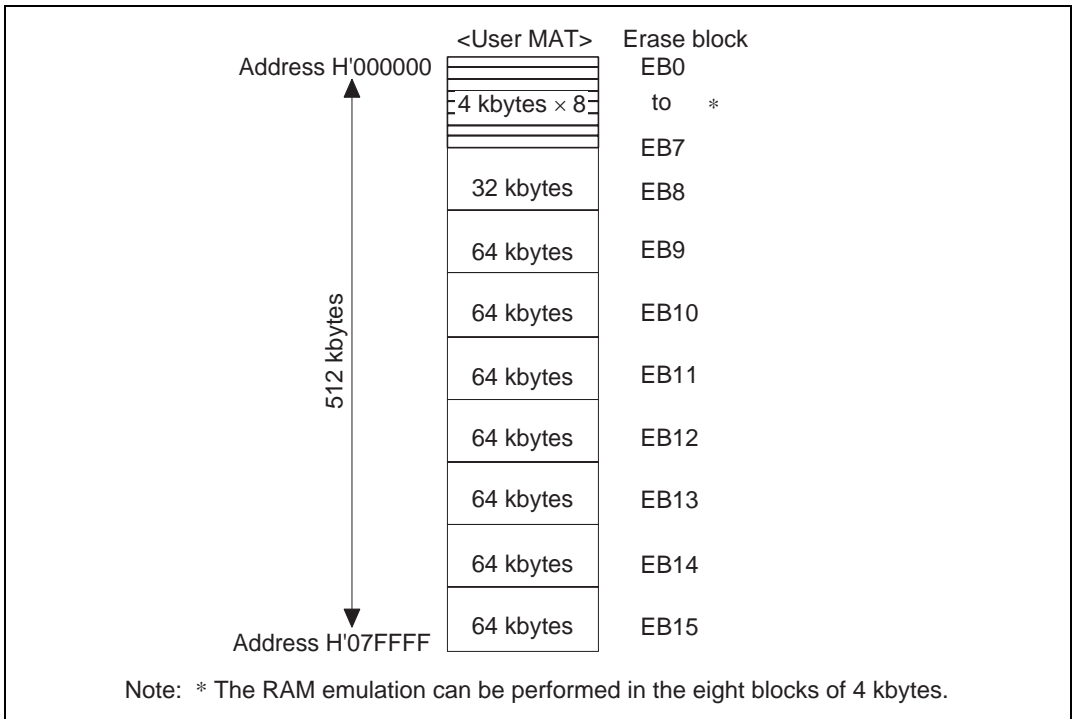 <User MAT> Erase block
Address H'000000 EB0
4 kbytes × 8 to *
EB7
32 kbytes EB8
64 kbytes EB9
64 kbytes EB10
512 kbytes
64 kbytes EB11
64 kbytes EB12
64 kbytes EB13
64 kbytes EB14
64 kbytes EB15
Address H'07FFFF
Note: * The RAM emulation can be performed in the eight blocks of 4 kbytes.